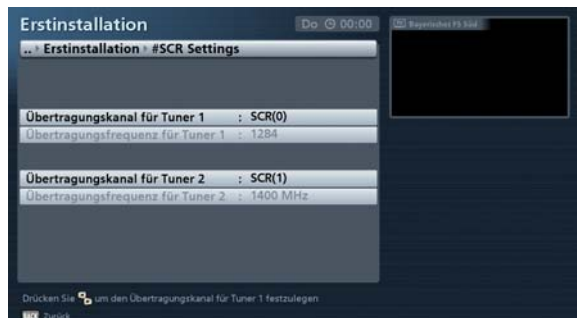 Erstinstallation
Do 00:00
Bayerisches FS Süd
.. Erstinstallation #SCR Settings
Übertragungskanal für Tuner 1 : SCR(0)
Übertragungsfrequenz für Tuner 1 : 1284
Übertragungskanal für Tuner 2 : SCR(1)
Übertragungsfrequenz für Tuner 2 : 1400 MHz
Drücken Sie um den Übertragungskanal für Tuner 1 festzulegen
BACK Zurück